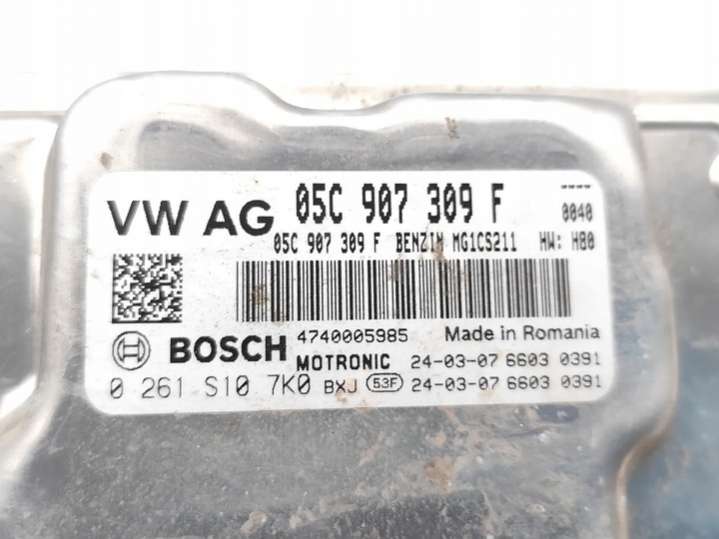 VW AG 05C 907 309 F ----
0040
05C 907 309 F BENZIN MG1CS211 HW: H80
BOSCH 4740005985 Made in Romania
MOTRONIC 24-03-07 6603 0391
0 261 S10 7K0 BXJ 53F 24-03-07 6603 0391